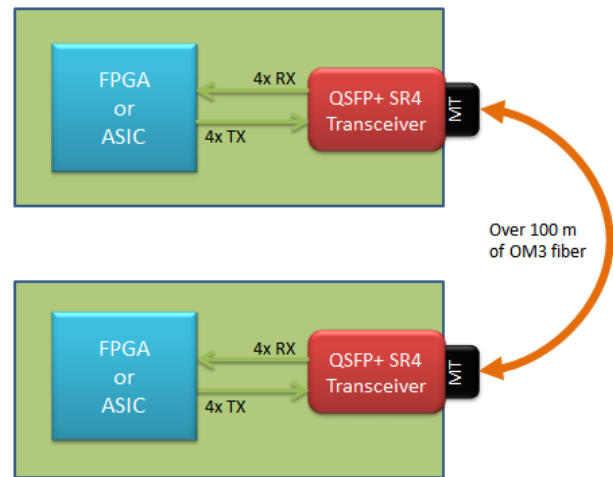 FPGA
or
ASIC
4x RX
4x TX
QSFP+ SR4
Transceiver
MT
Over 100 m
of OM3 fiber
FPGA
or
ASIC
4x RX
4x TX
QSFP+ SR4
Transceiver
MT